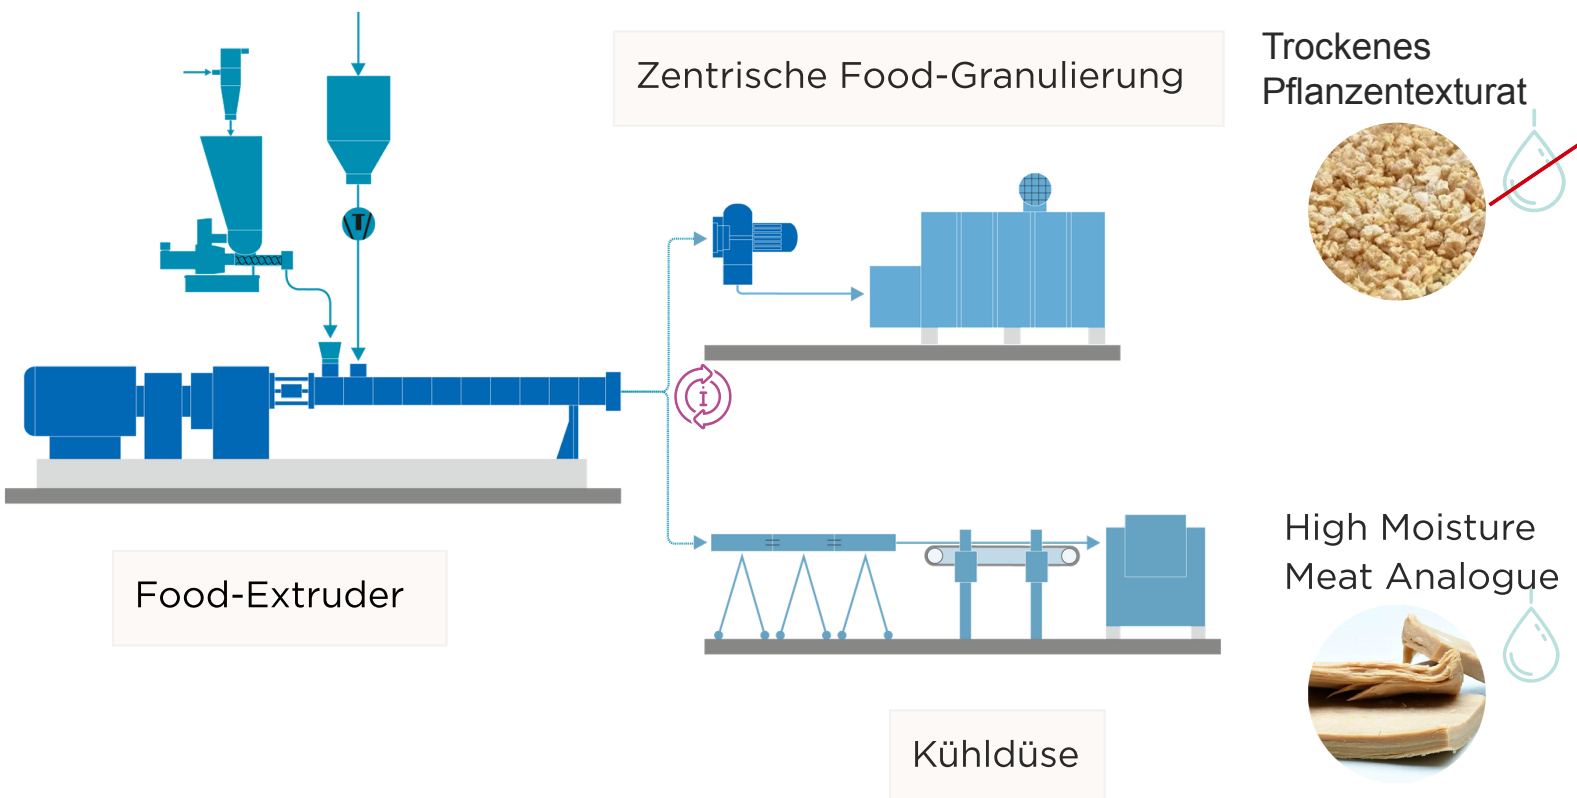 Zentrische Food-Granulierung
Trockenes
Pflanzentexturat
T
i
Food-Extruder
High Moisture
Meat Analogue
Kühldüse